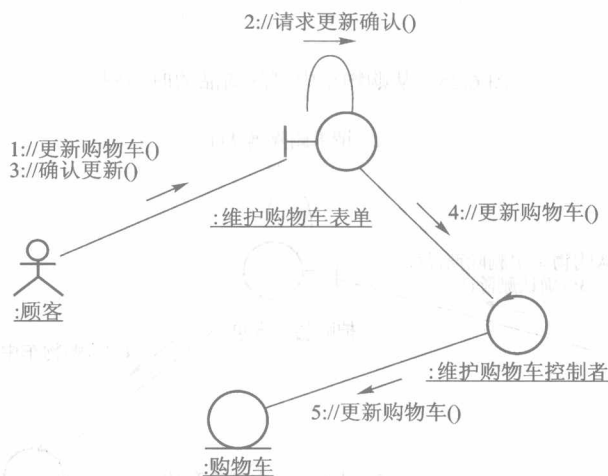 2://请求更新确认()
1://更新购物车()
3://确认更新()
:维护购物车表单
4://更新购物车()
:顾客
:维护购物车控制者
5://更新购物车()
:购物车